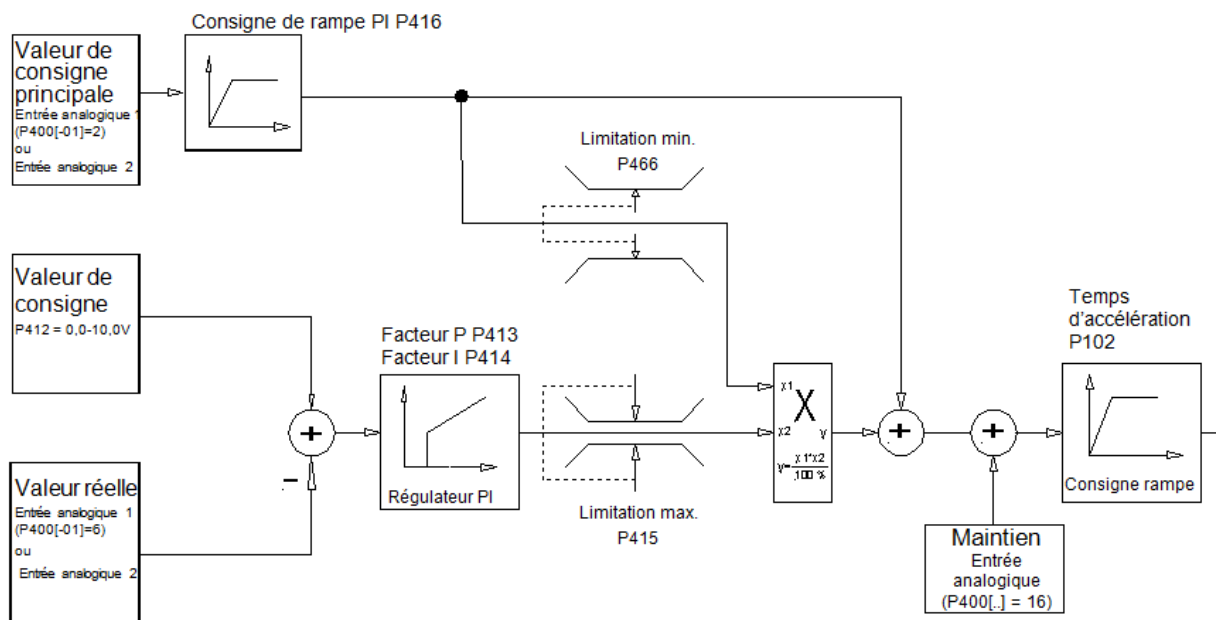 Consigne de rampe PI P416
Valeur de
consigne
principale
Entrée analogique 1
(P400[-01]=2)
ou
Entrée analogique 2
Limitation min.
P466
Valeur de
consigne
P412 = 0,0-10,0V
Facteur P P413
Facteur I P414
Régulateur PI
Temps
d'accélération
P102
Consigne rampe
x1
X
x2
y
y=x1*x2
100 %
+
+
+
–
Valeur réelle
Entrée analogique 1
(P400[-01]=6)
ou
Entrée analogique 2
Limitation max.
P415
Maintien
Entrée
analogique
(P400[..] = 16)